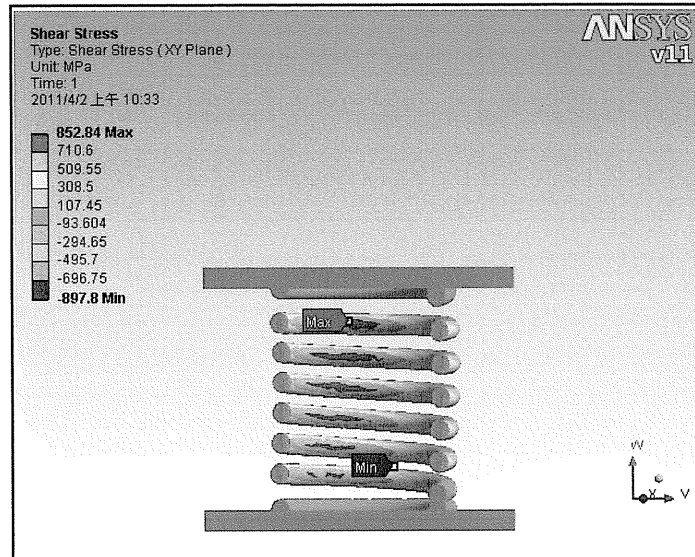 Shear Stress
Type: Shear Stress ( XY Plane )
Unit: MPa
Time: 1
2011/4/2 上午 10:33
ANSYS
v11
852.84 Max
710.6
509.55
308.5
107.45
-93.604
-294.65
-495.7
-696.75
-897.8 Min
Max
Min
W
X
V